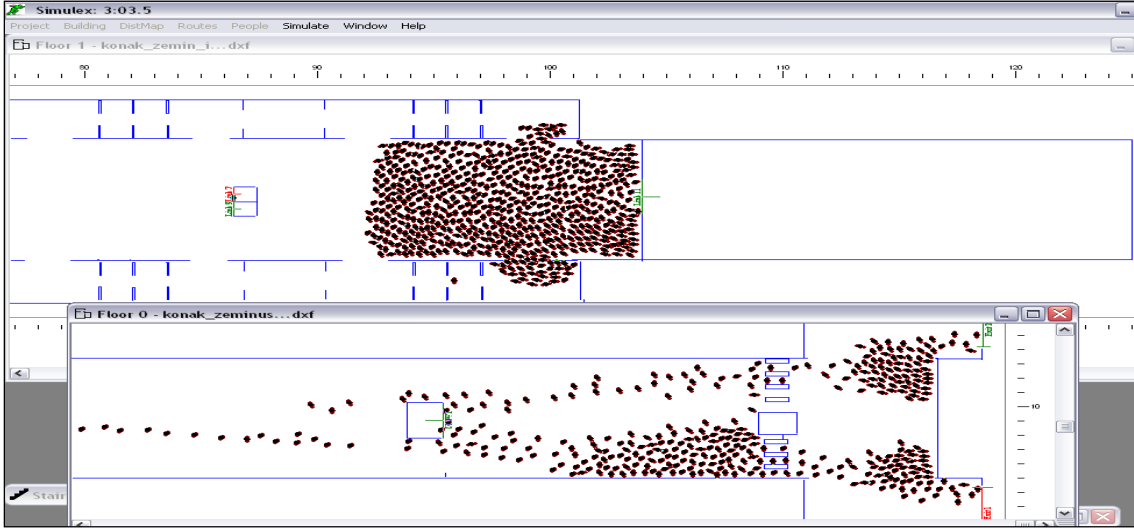 Simulex: 3:03.5
Project Building DistMap Routes People Simulate Window Help
Floor 1 - konak_zemin_i...dxf
80 90 100 110 120
Floor 0 - konak_zeminus...dxf
10
Stair